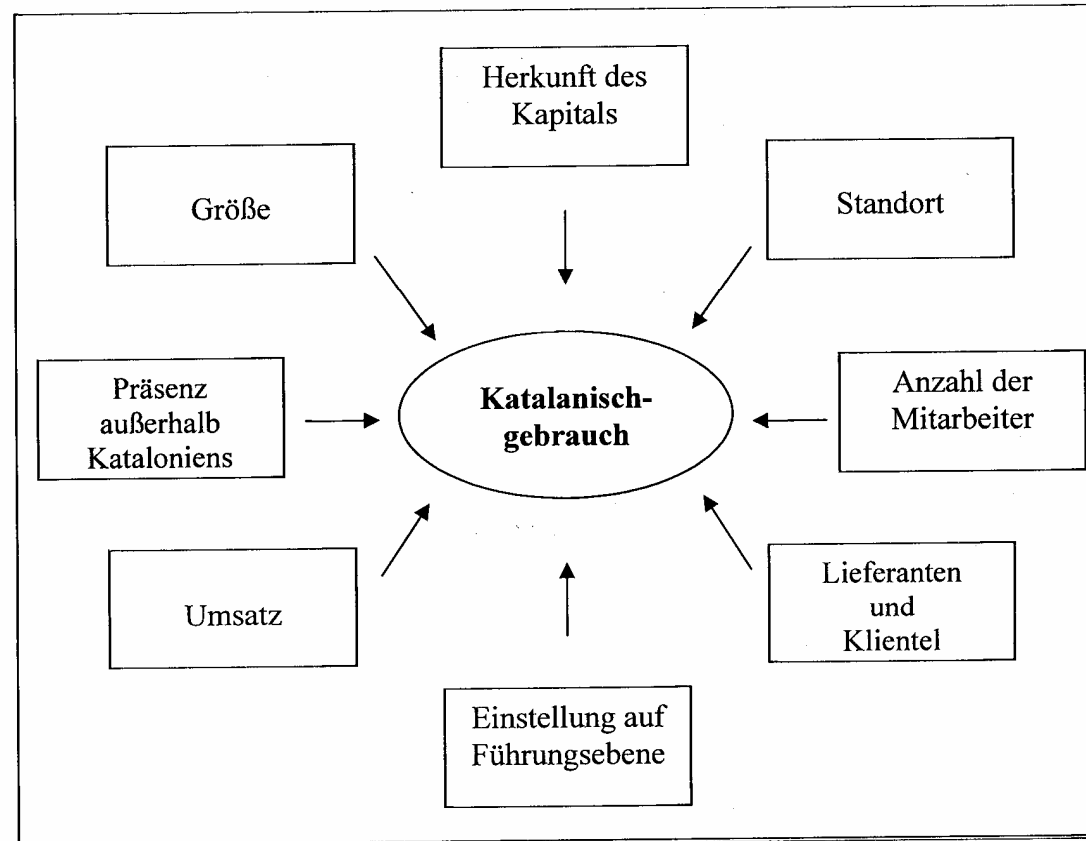 Herkunft des
Kapitals
Größe
Standort
Präsenz
außerhalb
Kataloniens
Katalanisch-
gebrauch
Anzahl der
Mitarbeiter
Umsatz
Lieferanten
und
Klientel
Einstellung auf
Führungsebene